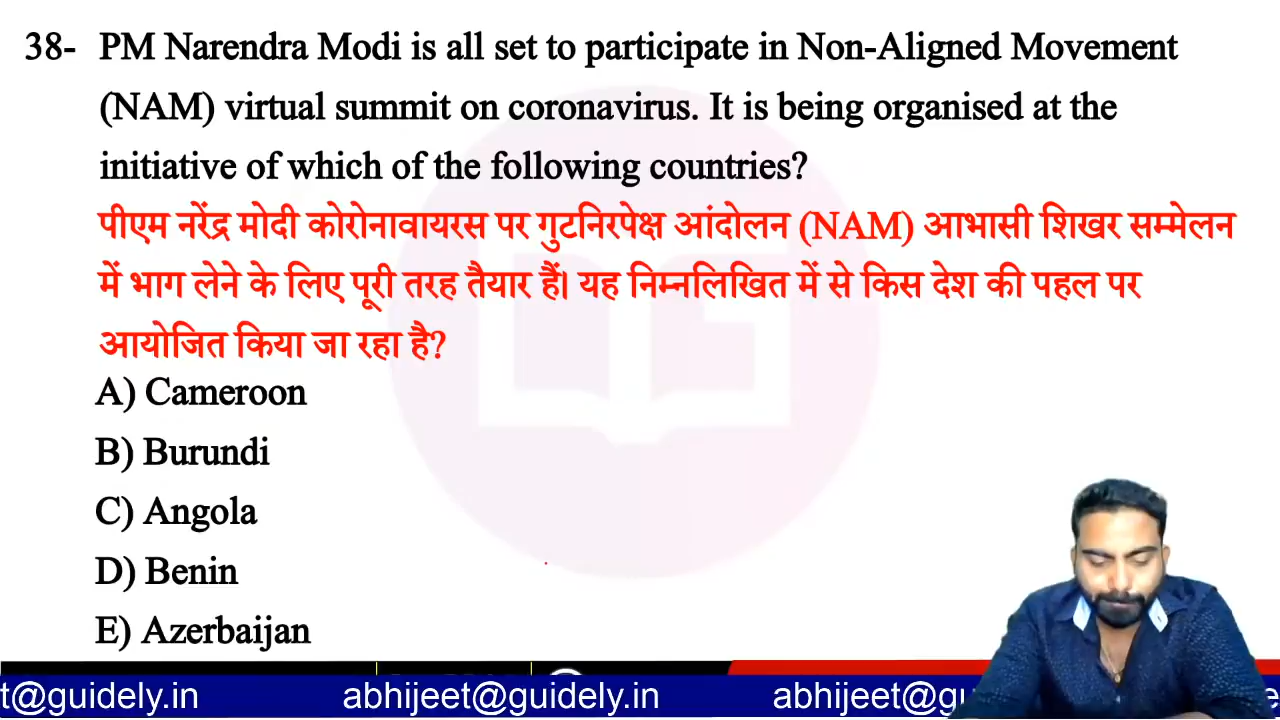 38- PM Narendra Modi is all set to participate in Non-Aligned Movement
(NAM) virtual summit on coronavirus. It is being organised at the
initiative of which of the following countries?
पीएम नरेंद्र मोदी कोरोनावायरस पर गुटनिरपेक्ष आंदोलन (NAM) आभासी शिखर सम्मेलन
में भाग लेने के लिए पूरी तरह तैयार हैं। यह निम्नलिखित में से किस देश की पहल पर
आयोजित किया जा रहा है?
A) Cameroon
B) Burundi
C) Angola
D) Benin
E) Azerbaijan
t@guidely.in abhijeet@guidely.in abhijeet@gu